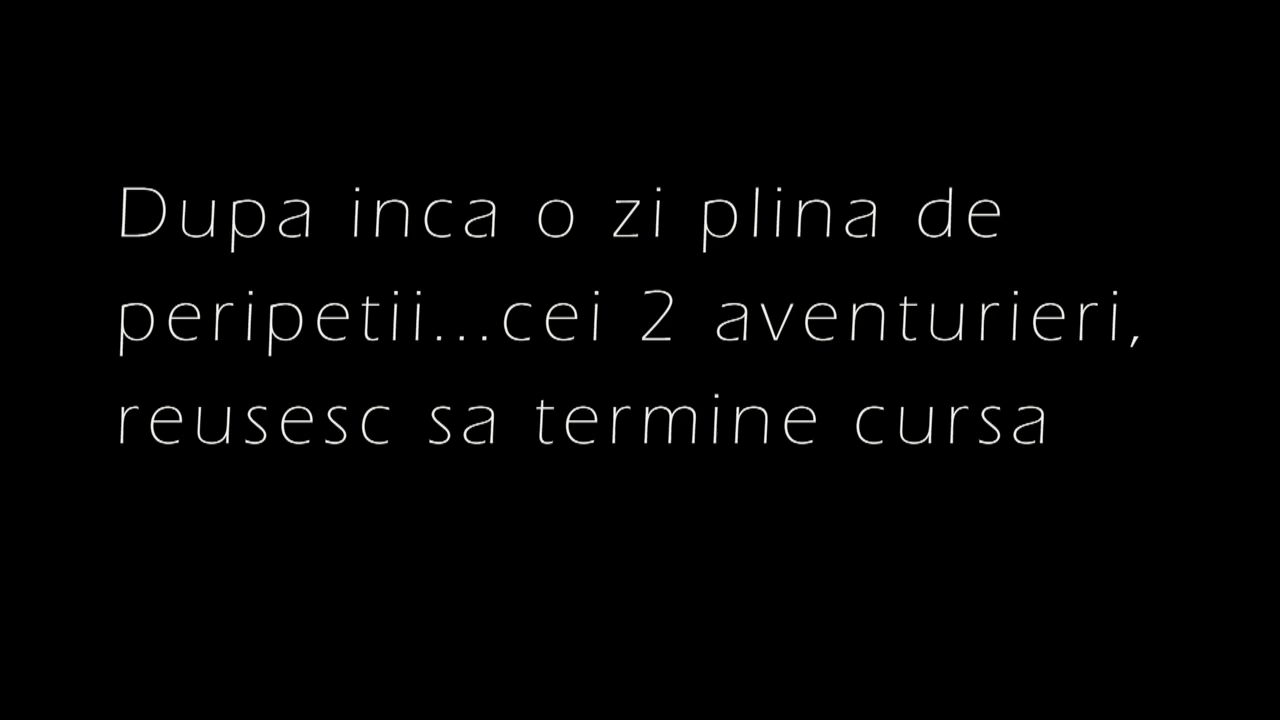 Dupa inca o zi plina de
peripetii...cei 2 aventurieri,
reusesc sa termine cursa